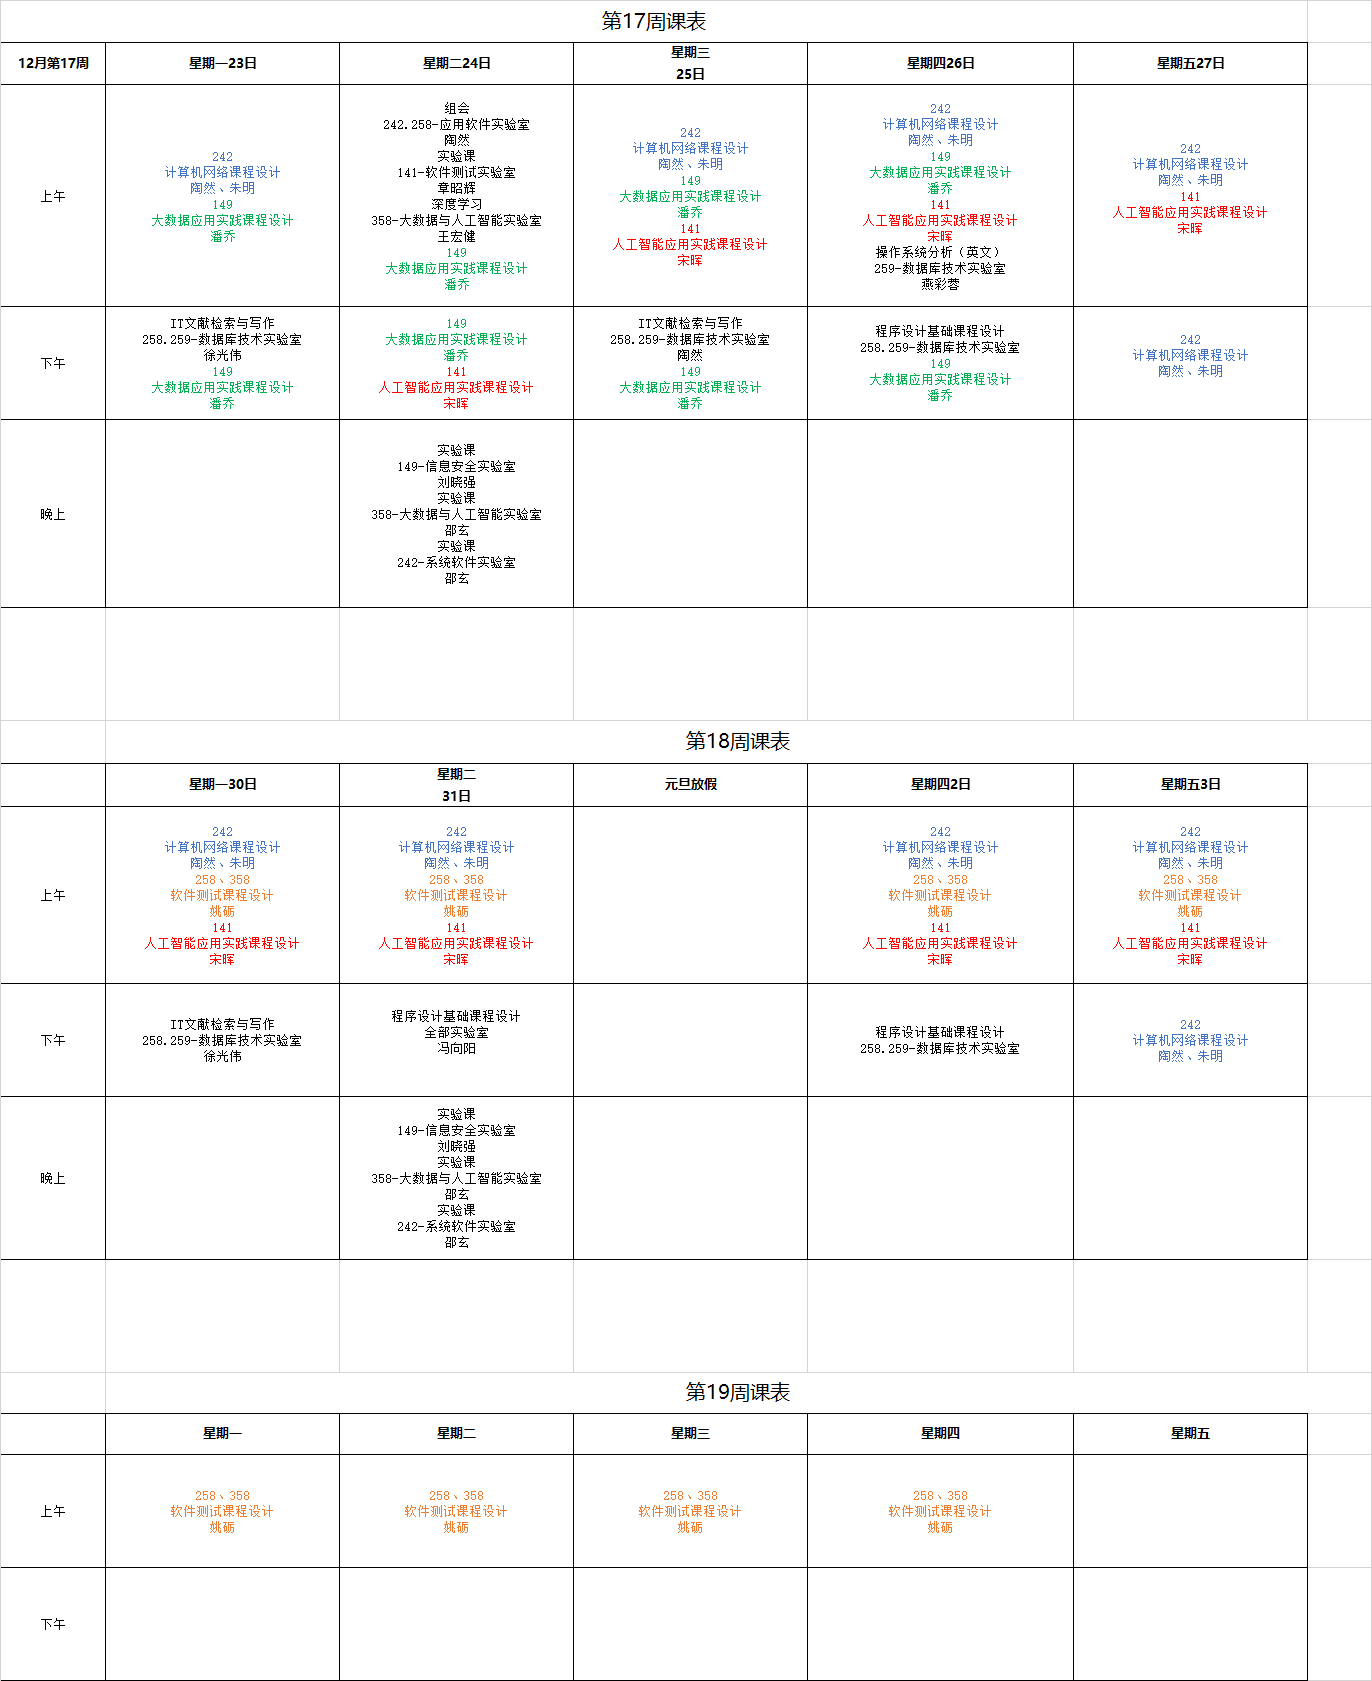 第17周课表
12月第17周
星期一23日
星期二24日
星期三
25日
星期四26日
星期五27日
上午
242
计算机网络课程设计
陶然、朱明
149
大数据应用实践课程设计
潘乔
组会
242.258-应用软件实验室
陶然
实验课
141-软件测试实验室
章昭辉
深度学习
358-大数据与人工智能实验室
王宏健
149
大数据应用实践课程设计
潘乔
242
计算机网络课程设计
陶然、朱明
149
大数据应用实践课程设计
潘乔
141
人工智能应用实践课程设计
宋晖
242
计算机网络课程设计
陶然、朱明
149
大数据应用实践课程设计
潘乔
141
人工智能应用实践课程设计
宋晖
操作系统分析（英文）
259-数据库技术实验室
燕彩蓉
242
计算机网络课程设计
陶然、朱明
141
人工智能应用实践课程设计
宋晖
下午
IT文献检索与写作
258.259-数据库技术实验室
徐光伟
149
大数据应用实践课程设计
潘乔
149
大数据应用实践课程设计
潘乔
141
人工智能应用实践课程设计
宋晖
IT文献检索与写作
258.259-数据库技术实验室
陶然
149
大数据应用实践课程设计
潘乔
程序设计基础课程设计
258.259-数据库技术实验室
149
大数据应用实践课程设计
潘乔
242
计算机网络课程设计
陶然、朱明
晚上
实验课
149-信息安全实验室
刘晓强
实验课
358-大数据与人工智能实验室
邵玄
实验课
242-系统软件实验室
邵玄
第18周课表
星期一30日
星期二
31日
元旦放假
星期四2日
星期五3日
上午
242
计算机网络课程设计
陶然、朱明
258、358
软件测试课程设计
姚砺
141
人工智能应用实践课程设计
宋晖
242
计算机网络课程设计
陶然、朱明
258、358
软件测试课程设计
姚砺
141
人工智能应用实践课程设计
宋晖
242
计算机网络课程设计
陶然、朱明
258、358
软件测试课程设计
姚砺
141
人工智能应用实践课程设计
宋晖
242
计算机网络课程设计
陶然、朱明
258、358
软件测试课程设计
姚砺
141
人工智能应用实践课程设计
宋晖
下午
IT文献检索与写作
258.259-数据库技术实验室
徐光伟
程序设计基础课程设计
全部实验室
冯向阳
程序设计基础课程设计
258.259-数据库技术实验室
242
计算机网络课程设计
陶然、朱明
晚上
实验课
149-信息安全实验室
刘晓强
实验课
358-大数据与人工智能实验室
邵玄
实验课
242-系统软件实验室
邵玄
第19周课表
星期一
星期二
星期三
星期四
星期五
上午
258、358
软件测试课程设计
姚砺
258、358
软件测试课程设计
姚砺
258、358
软件测试课程设计
姚砺
258、358
软件测试课程设计
姚砺
下午